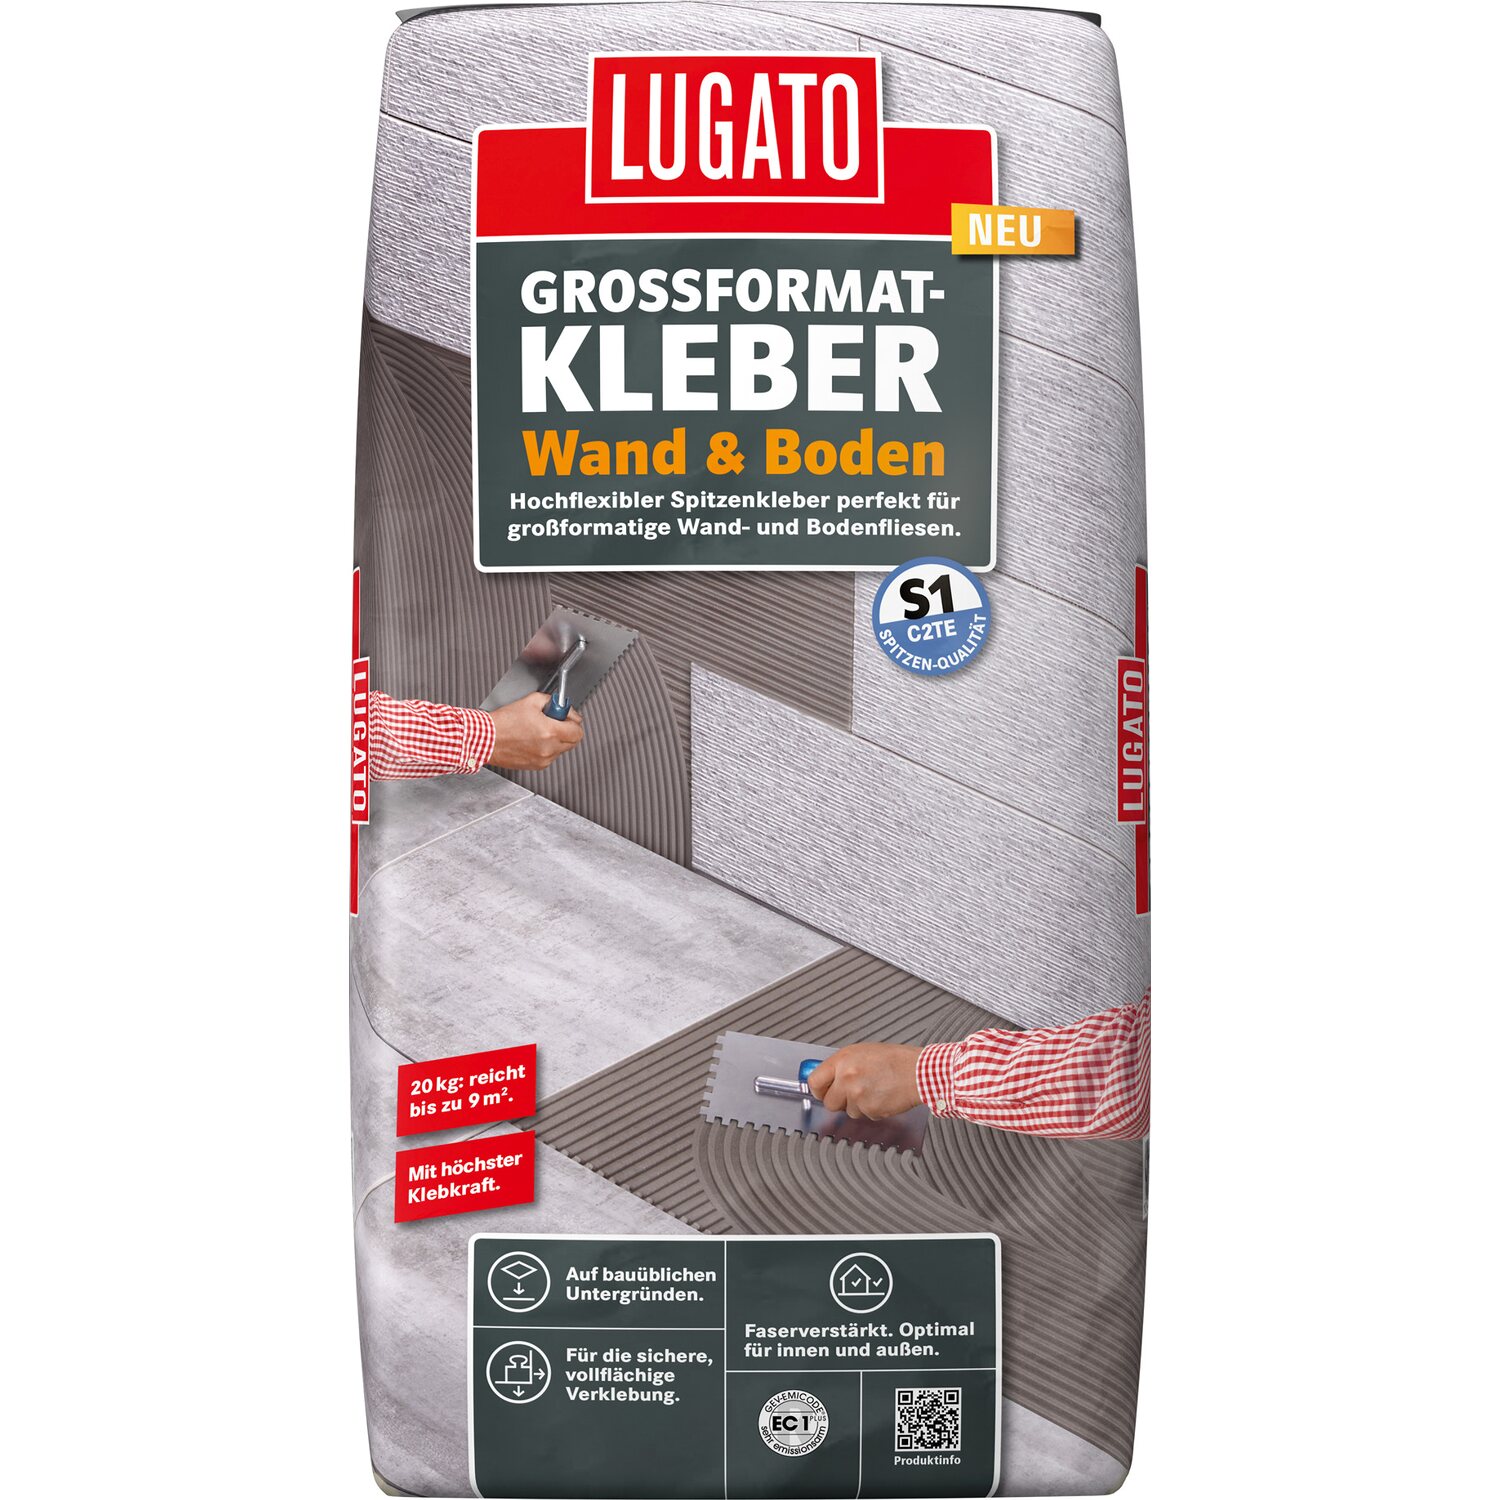 LUGATO
NEU
GROSSFORMAT-
KLEBER
Wand & Boden
Hochflexibler Spitzenkleber perfekt für
großformatige Wand- und Bodenfliesen.
S1
C2TE
SPITZEN-QUALITÄT
LUGATO
LUGATO
20 kg: reicht
bis zu 9 m².
Mit höchster
Klebkraft.
Auf bauüblichen
Untergründen.
Für die sichere,
vollflächige
Verklebung.
Faserverstärkt. Optimal
für innen und außen.
GEV-EMICODE®
EC 1 PLUS
sehr emissionsarm
Produktinfo